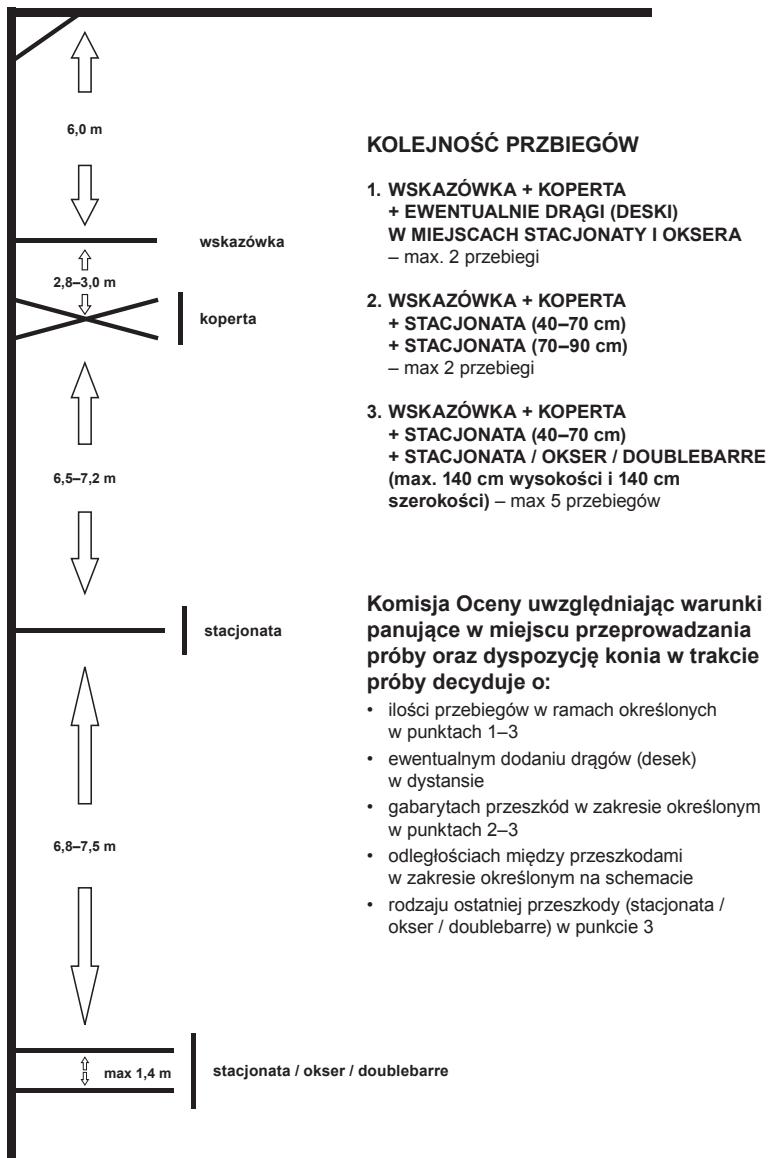 6,0 m
wskazówka
2,8–3,0 m
koperta
6,5–7,2 m
stacjonata
6,8–7,5 m
max 1,4 m
stacjonata / okser / doublebarre
KOLEJNOŚĆ PRZBIEGÓW
1. WSKAZÓWKA + KOPERTA
+ EWENTUALNIE DRĄGI (DESKI)
W MIEJSCACH STACJONATY I OKSERA
– max. 2 przebiegi
2. WSKAZÓWKA + KOPERTA
+ STACJONATA (40–70 cm)
+ STACJONATA (70–90 cm)
– max 2 przebiegi
3. WSKAZÓWKA + KOPERTA
+ STACJONATA (40–70 cm)
+ STACJONATA / OKSER / DOUBLEBARRE
(max. 140 cm wysokości i 140 cm
szerokości) – max 5 przebiegów
Komisja Oceny uwzględniając warunki
panujące w miejscu przeprowadzania
próby oraz dyspozycję konia w trakcie
próby decyduje o:
• ilości przebiegów w ramach określonych
w punktach 1–3
• ewentualnym dodaniu drągów (desek)
w dystansie
• gabarytach przeszkód w zakresie określonym
w punktach 2–3
• odległościach między przeszkodami
w zakresie określonym na schemacie
• rodzaju ostatniej przeszkody (stacjonata /
okser / doublebarre) w punkcie 3